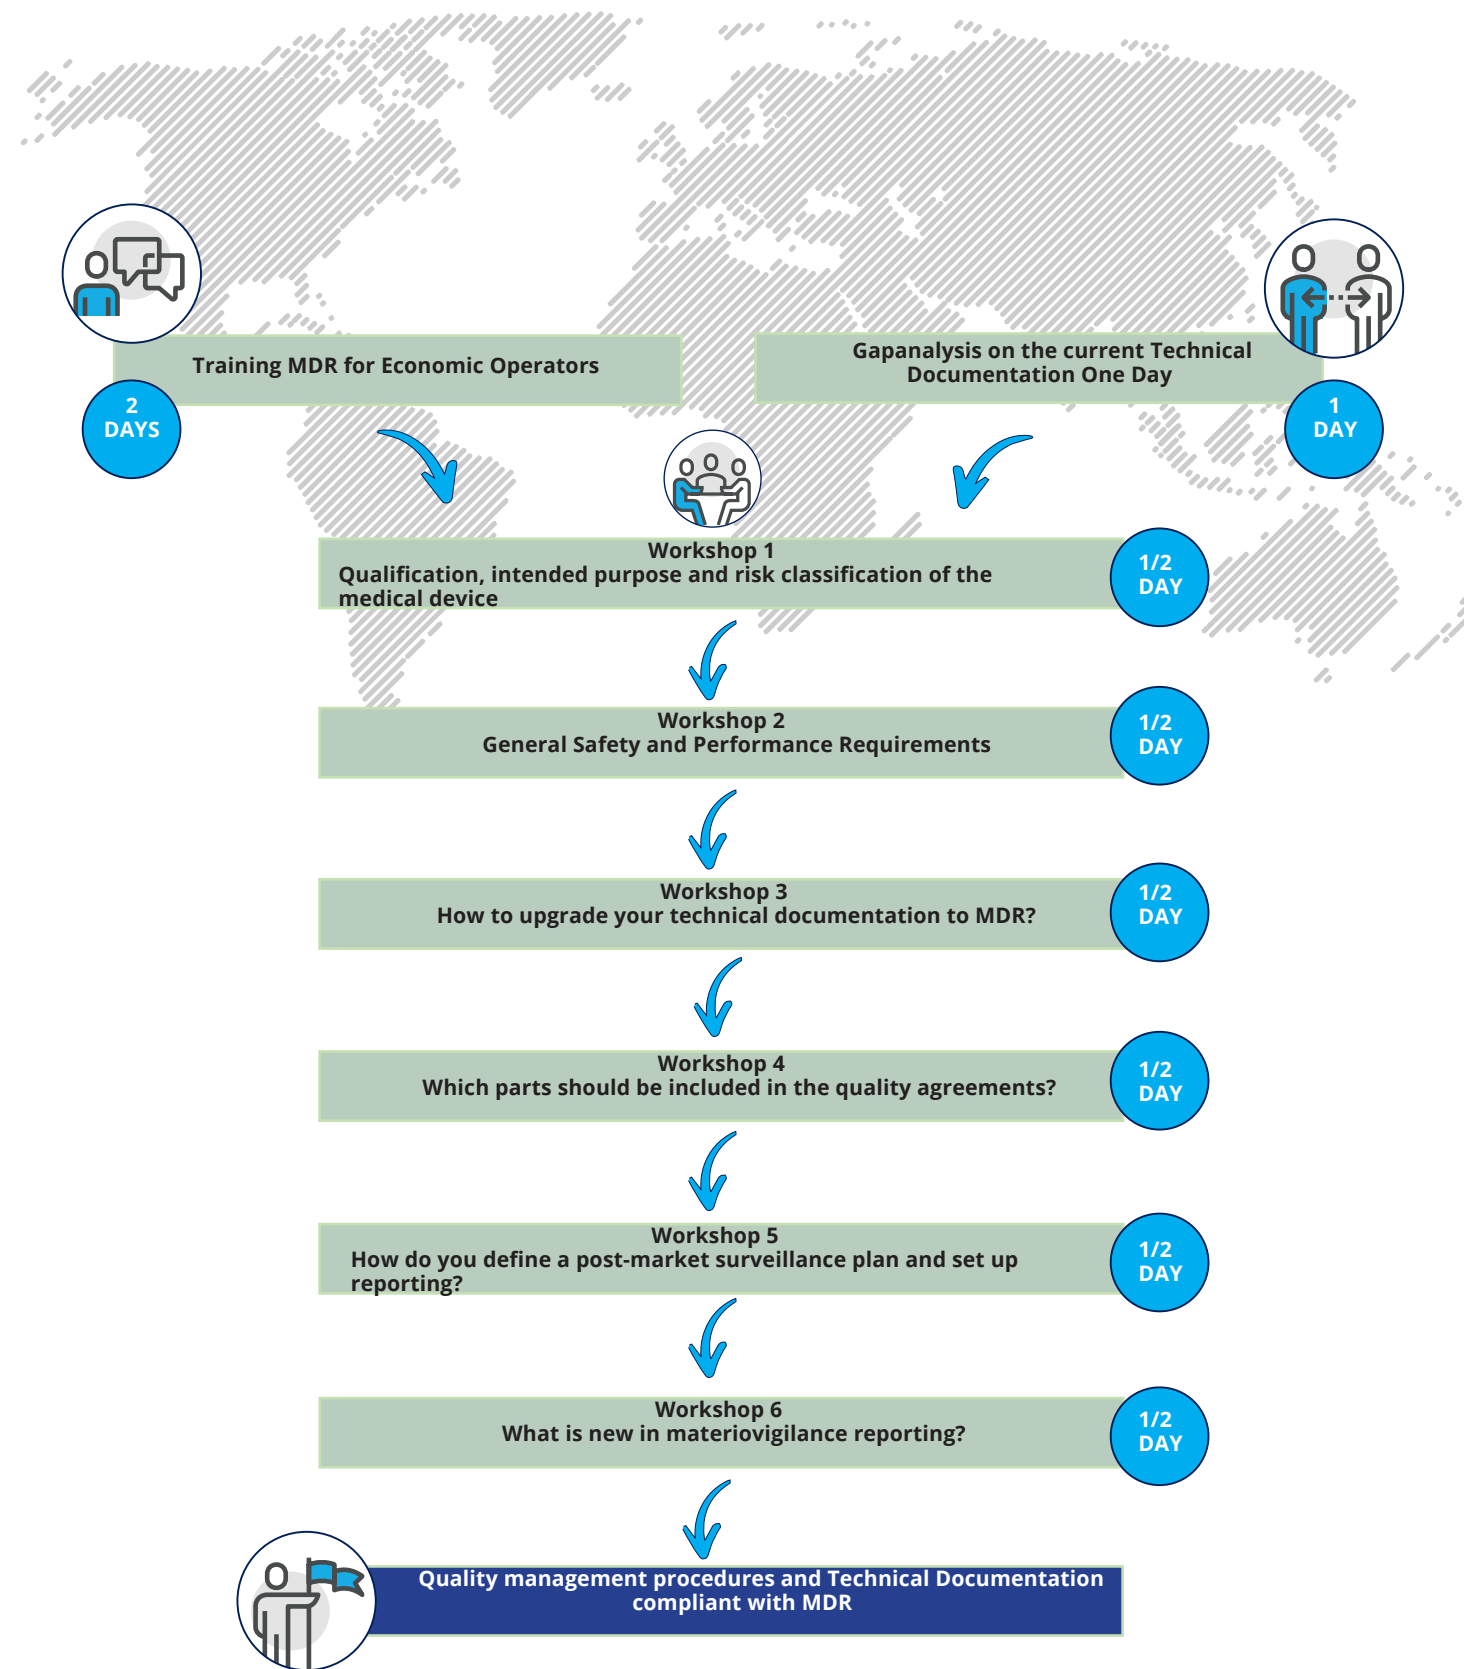 Training MDR for Economic Operators
2
DAYS
Gapanalysis on the current Technical
Documentation One Day
1
DAY
Workshop 1
Qualification, intended purpose and risk classification of the
medical device
1/2
DAY
Workshop 2
General Safety and Performance Requirements
1/2
DAY
Workshop 3
How to upgrade your technical documentation to MDR?
1/2
DAY
Workshop 4
Which parts should be included in the quality agreements?
1/2
DAY
Workshop 5
How do you define a post-market surveillance plan and set up
reporting?
1/2
DAY
Workshop 6
What is new in materiovigilance reporting?
1/2
DAY
Quality management procedures and Technical Documentation
compliant with MDR